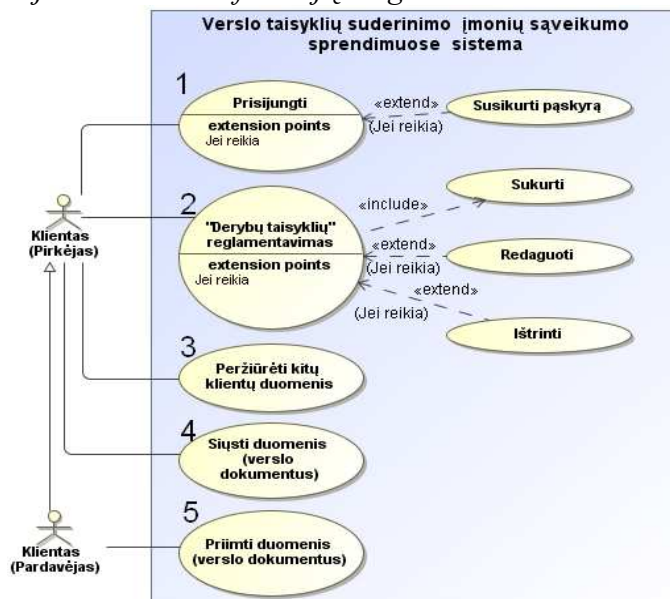 Verslo taisyklių suderinimo įmonių sąveikumo
sprendimuose sistema
1
Prisijungti
extension points
Jei reikia
«extend»
(Jei reikia)
Susikurti pąskyrą
Klientas
(Pirkėjas)
2
"Derybų taisyklių"
reglamentavimas
extension points
Jei reikia
«include»
Sukurti
«extend»
(Jei reikia)
Redaguoti
«extend»
(Jei reikia)
Ištrinti
3
Peržiūrėti kitų
klientų duomenis
4
Siųsti duomenis
(verslo
dokumentus)
5
Priimti duomenis
(verslo dokumentus)
Klientas
(Pardavėjas)